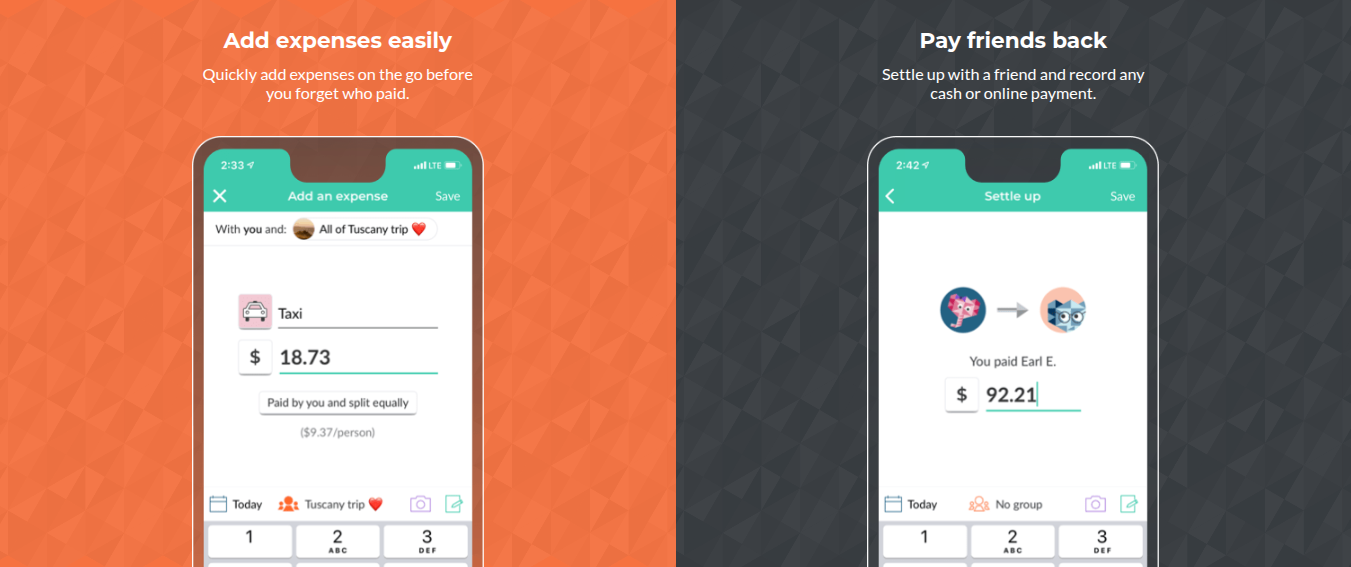 Add expenses easily
Quickly add expenses on the go before
you forget who paid.
2:33
LTE
Add an expense
Save
With you and:
All of Tuscany trip ❤️
Taxi
$
18.73
Paid by you and split equally
($9.37/person)
Today
Tuscany trip ❤️
1
2
ABC
3
DEF
Pay friends back
Settle up with a friend and record any
cash or online payment.
2:42
LTE
Settle up
Save
You paid Earl E.
$
92.21
Today
No group
1
2
ABC
3
DEF